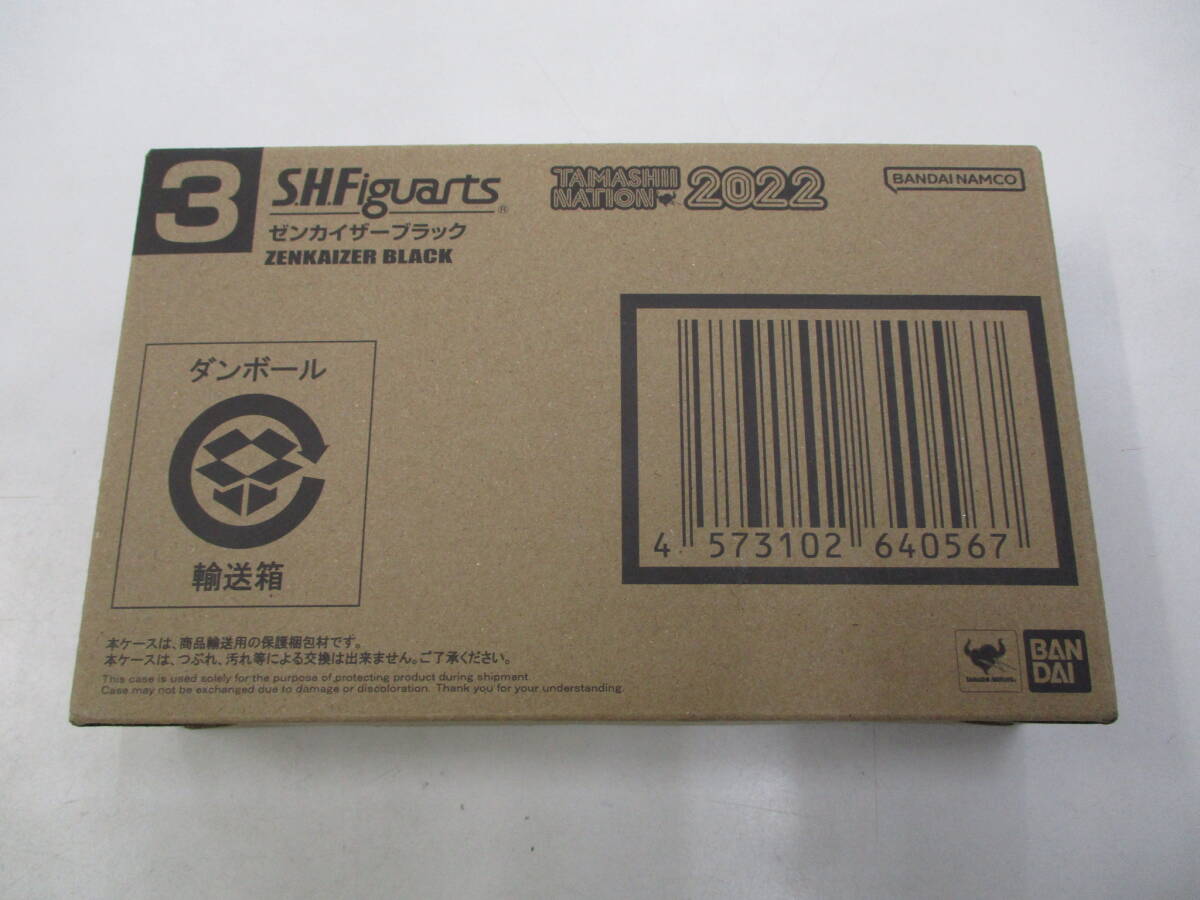 3
S.H.Figuarts®
ゼンカイザーブラック
ZENKAIZER BLACK
TAMASHII
NATION
2022
BANDAI NAMCO
ダンボール
輸送箱
4 573102 640567
本ケースは、商品輸送用の保護梱包材です。
本ケースは、つぶれ、汚れ等による交換は出来ません。ご了承ください。
This case is used solely for the purpose of protecting product during shipment.
Case may not be exchanged due to damage or discoloration. Thank you for your understanding.
TAMASHII NATIONS
BAN
DAI